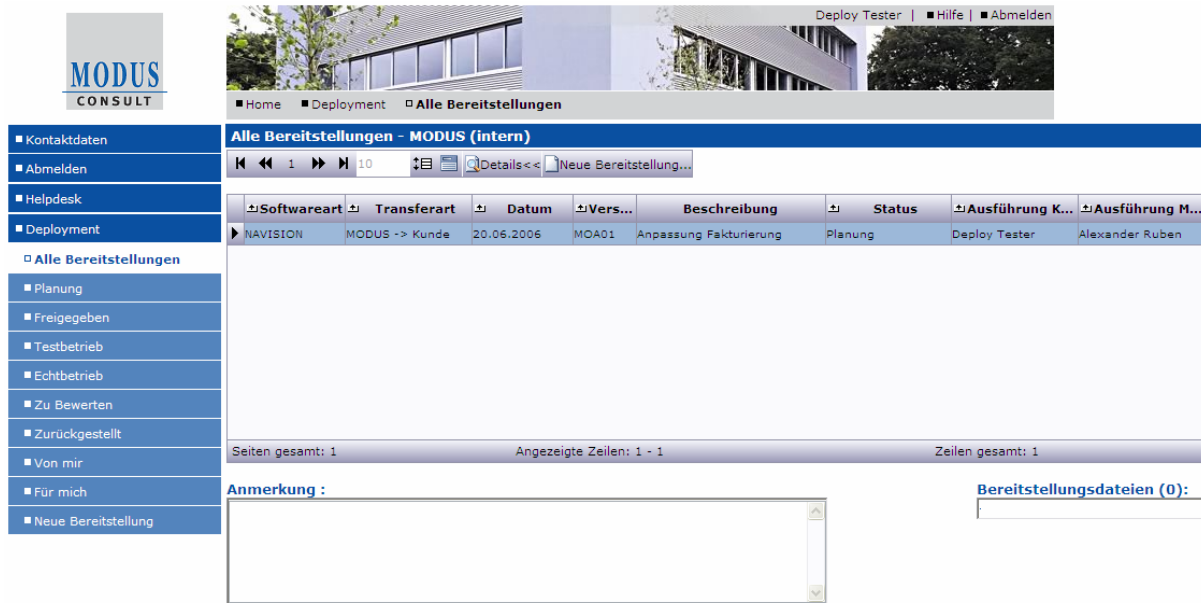 Deploy Tester | Hilfe | Abmelden
MODUS
CONSULT
Home Deployment Alle Bereitstellungen
Kontaktdaten
Abmelden
Helpdesk
Deployment
Alle Bereitstellungen
Planung
Freigegeben
Testbetrieb
Echtbetrieb
Zu Bewerten
Zurückgestellt
Von mir
Für mich
Neue Bereitstellung
Alle Bereitstellungen - MODUS (intern)
1 10 Details<< Neue Bereitstellung...
Softwareart Transferart Datum Vers... Beschreibung Status Ausführung K... Ausführung M...
NAVISION MODUS -> Kunde 20.06.2006 MOA01 Anpassung Fakturierung Planung Deploy Tester Alexander Ruben
Seiten gesamt: 1 Angezeigte Zeilen: 1 - 1 Zeilen gesamt: 1
Anmerkung : Bereitstellungsdateien (0):